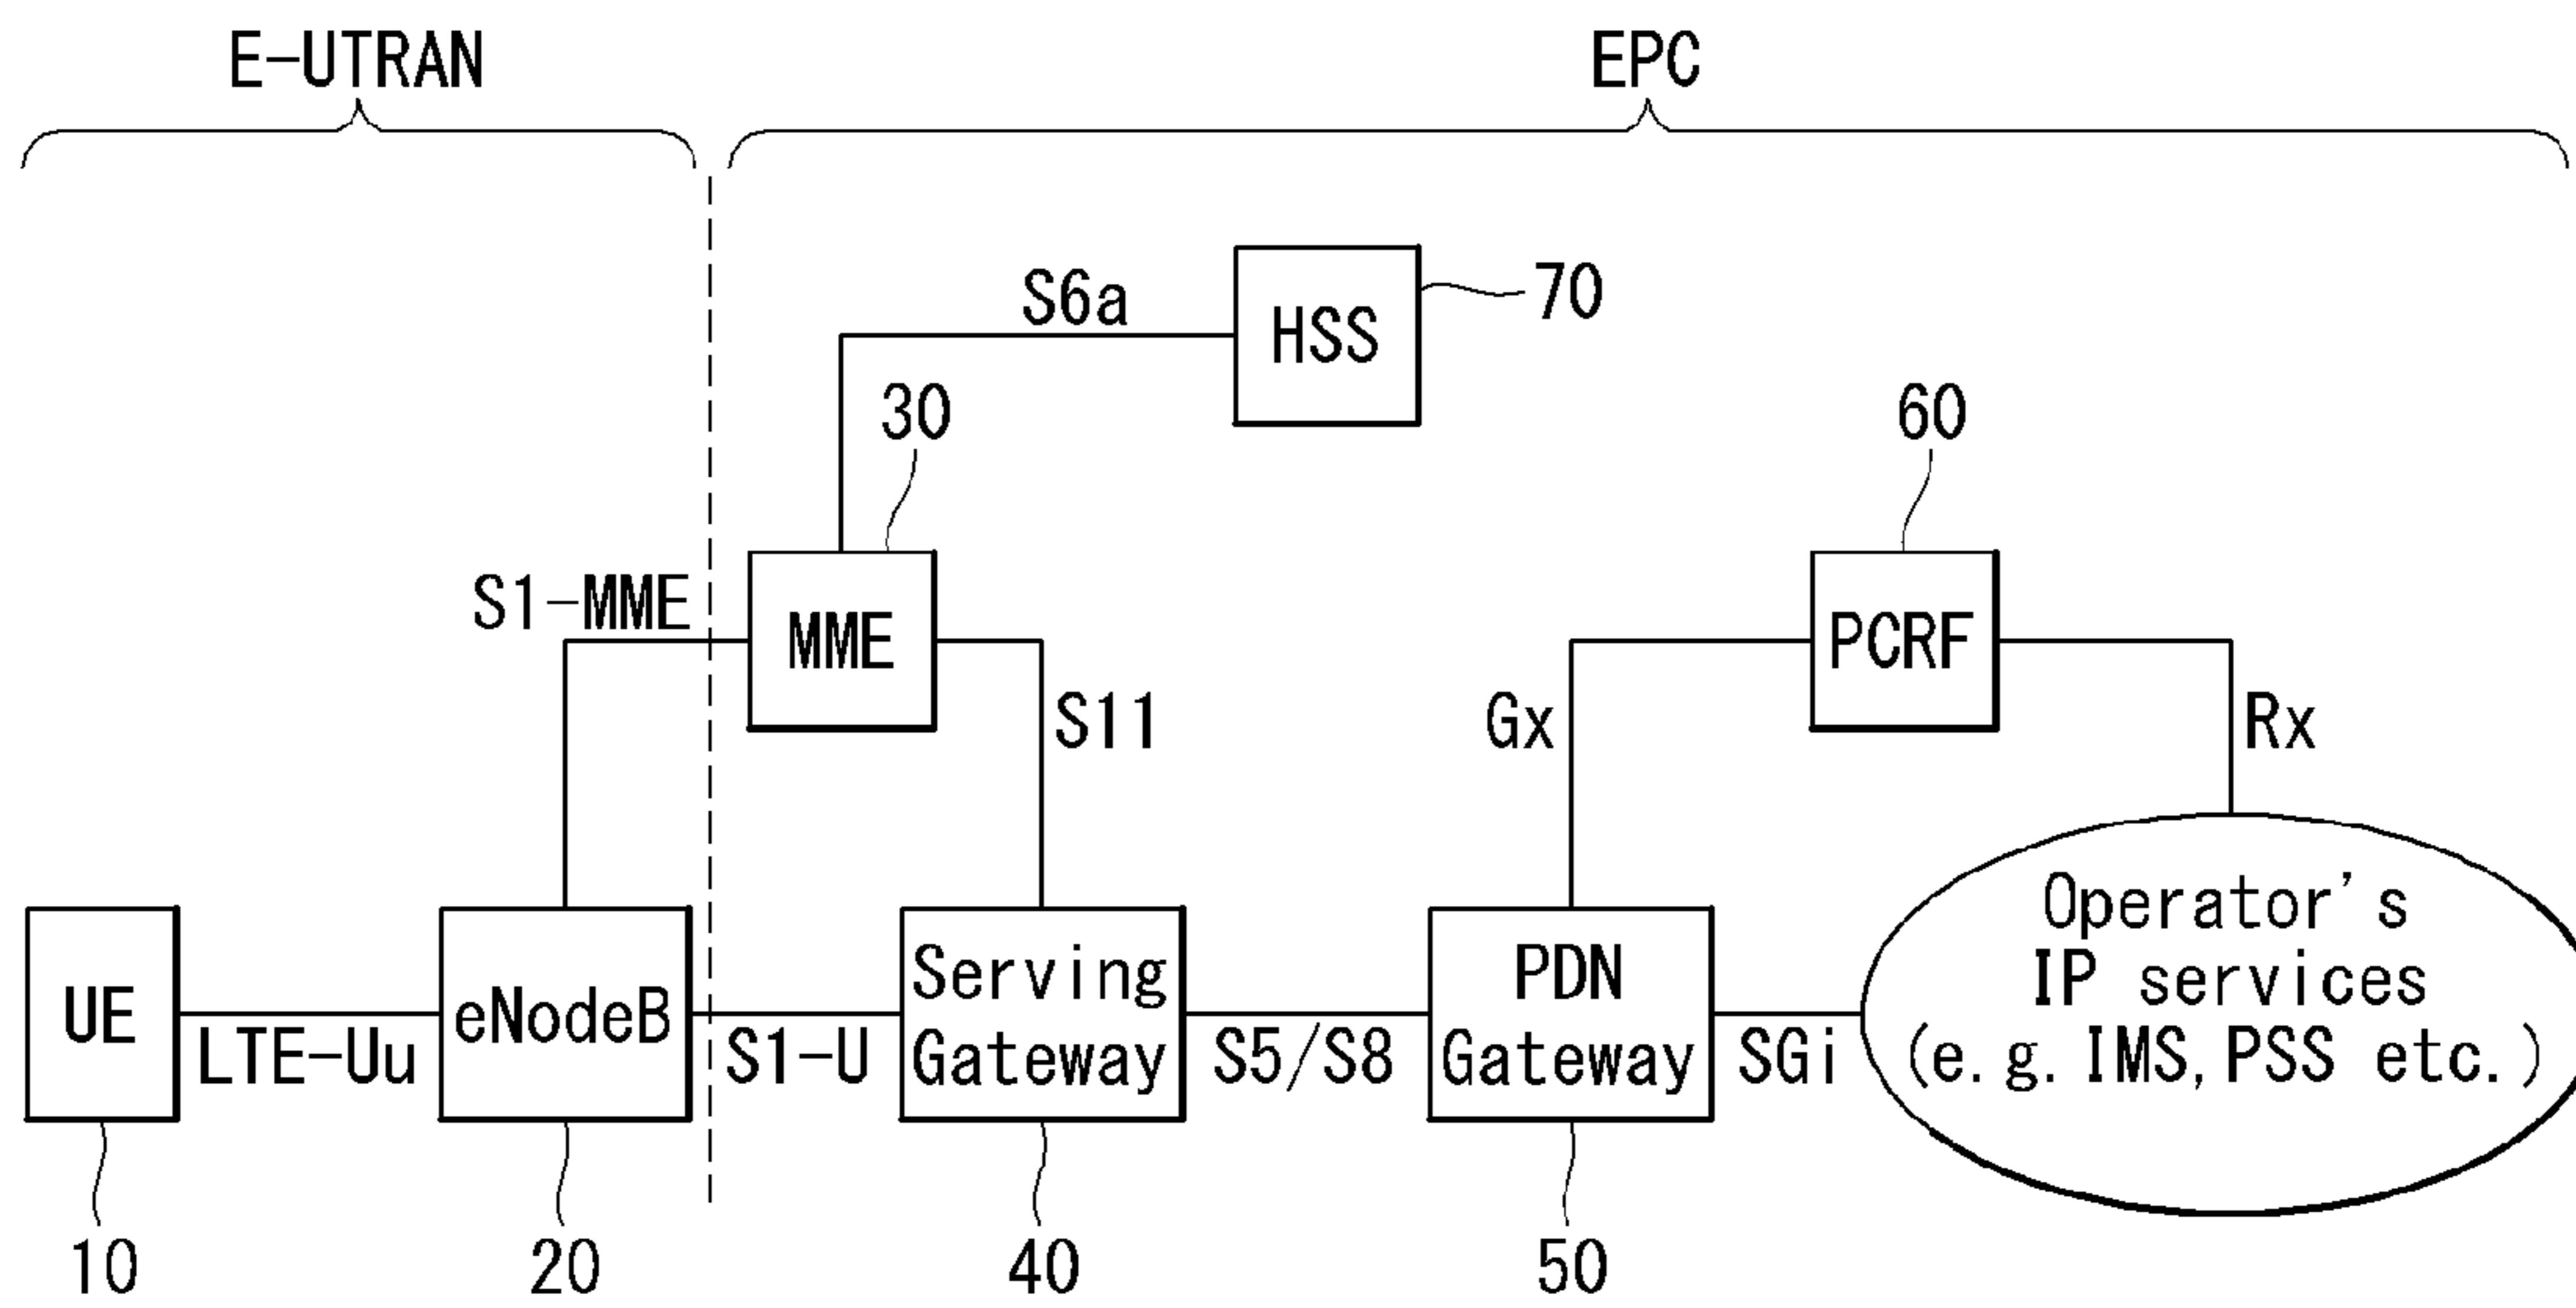 E-UTRAN
EPC
S6a
HSS
70
30
60
S1-MME
MME
S11
Gx
PCRF
Rx
UE
LTE-Uu
eNodeB
S1-U
Serving
Gateway
S5/S8
PDN
Gateway
SGi
Operator's
IP services
(e.g. IMS, PSS etc.)
10
20
40
50